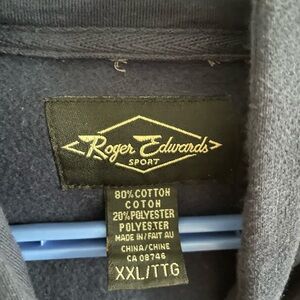 Roger Edwards
SPORT
80% COTTON
COTON
20% POLYESTER
POLYESTER
MADE IN/FAIT AU
CHINA/CHINE
CA 08746
XXL/TTG